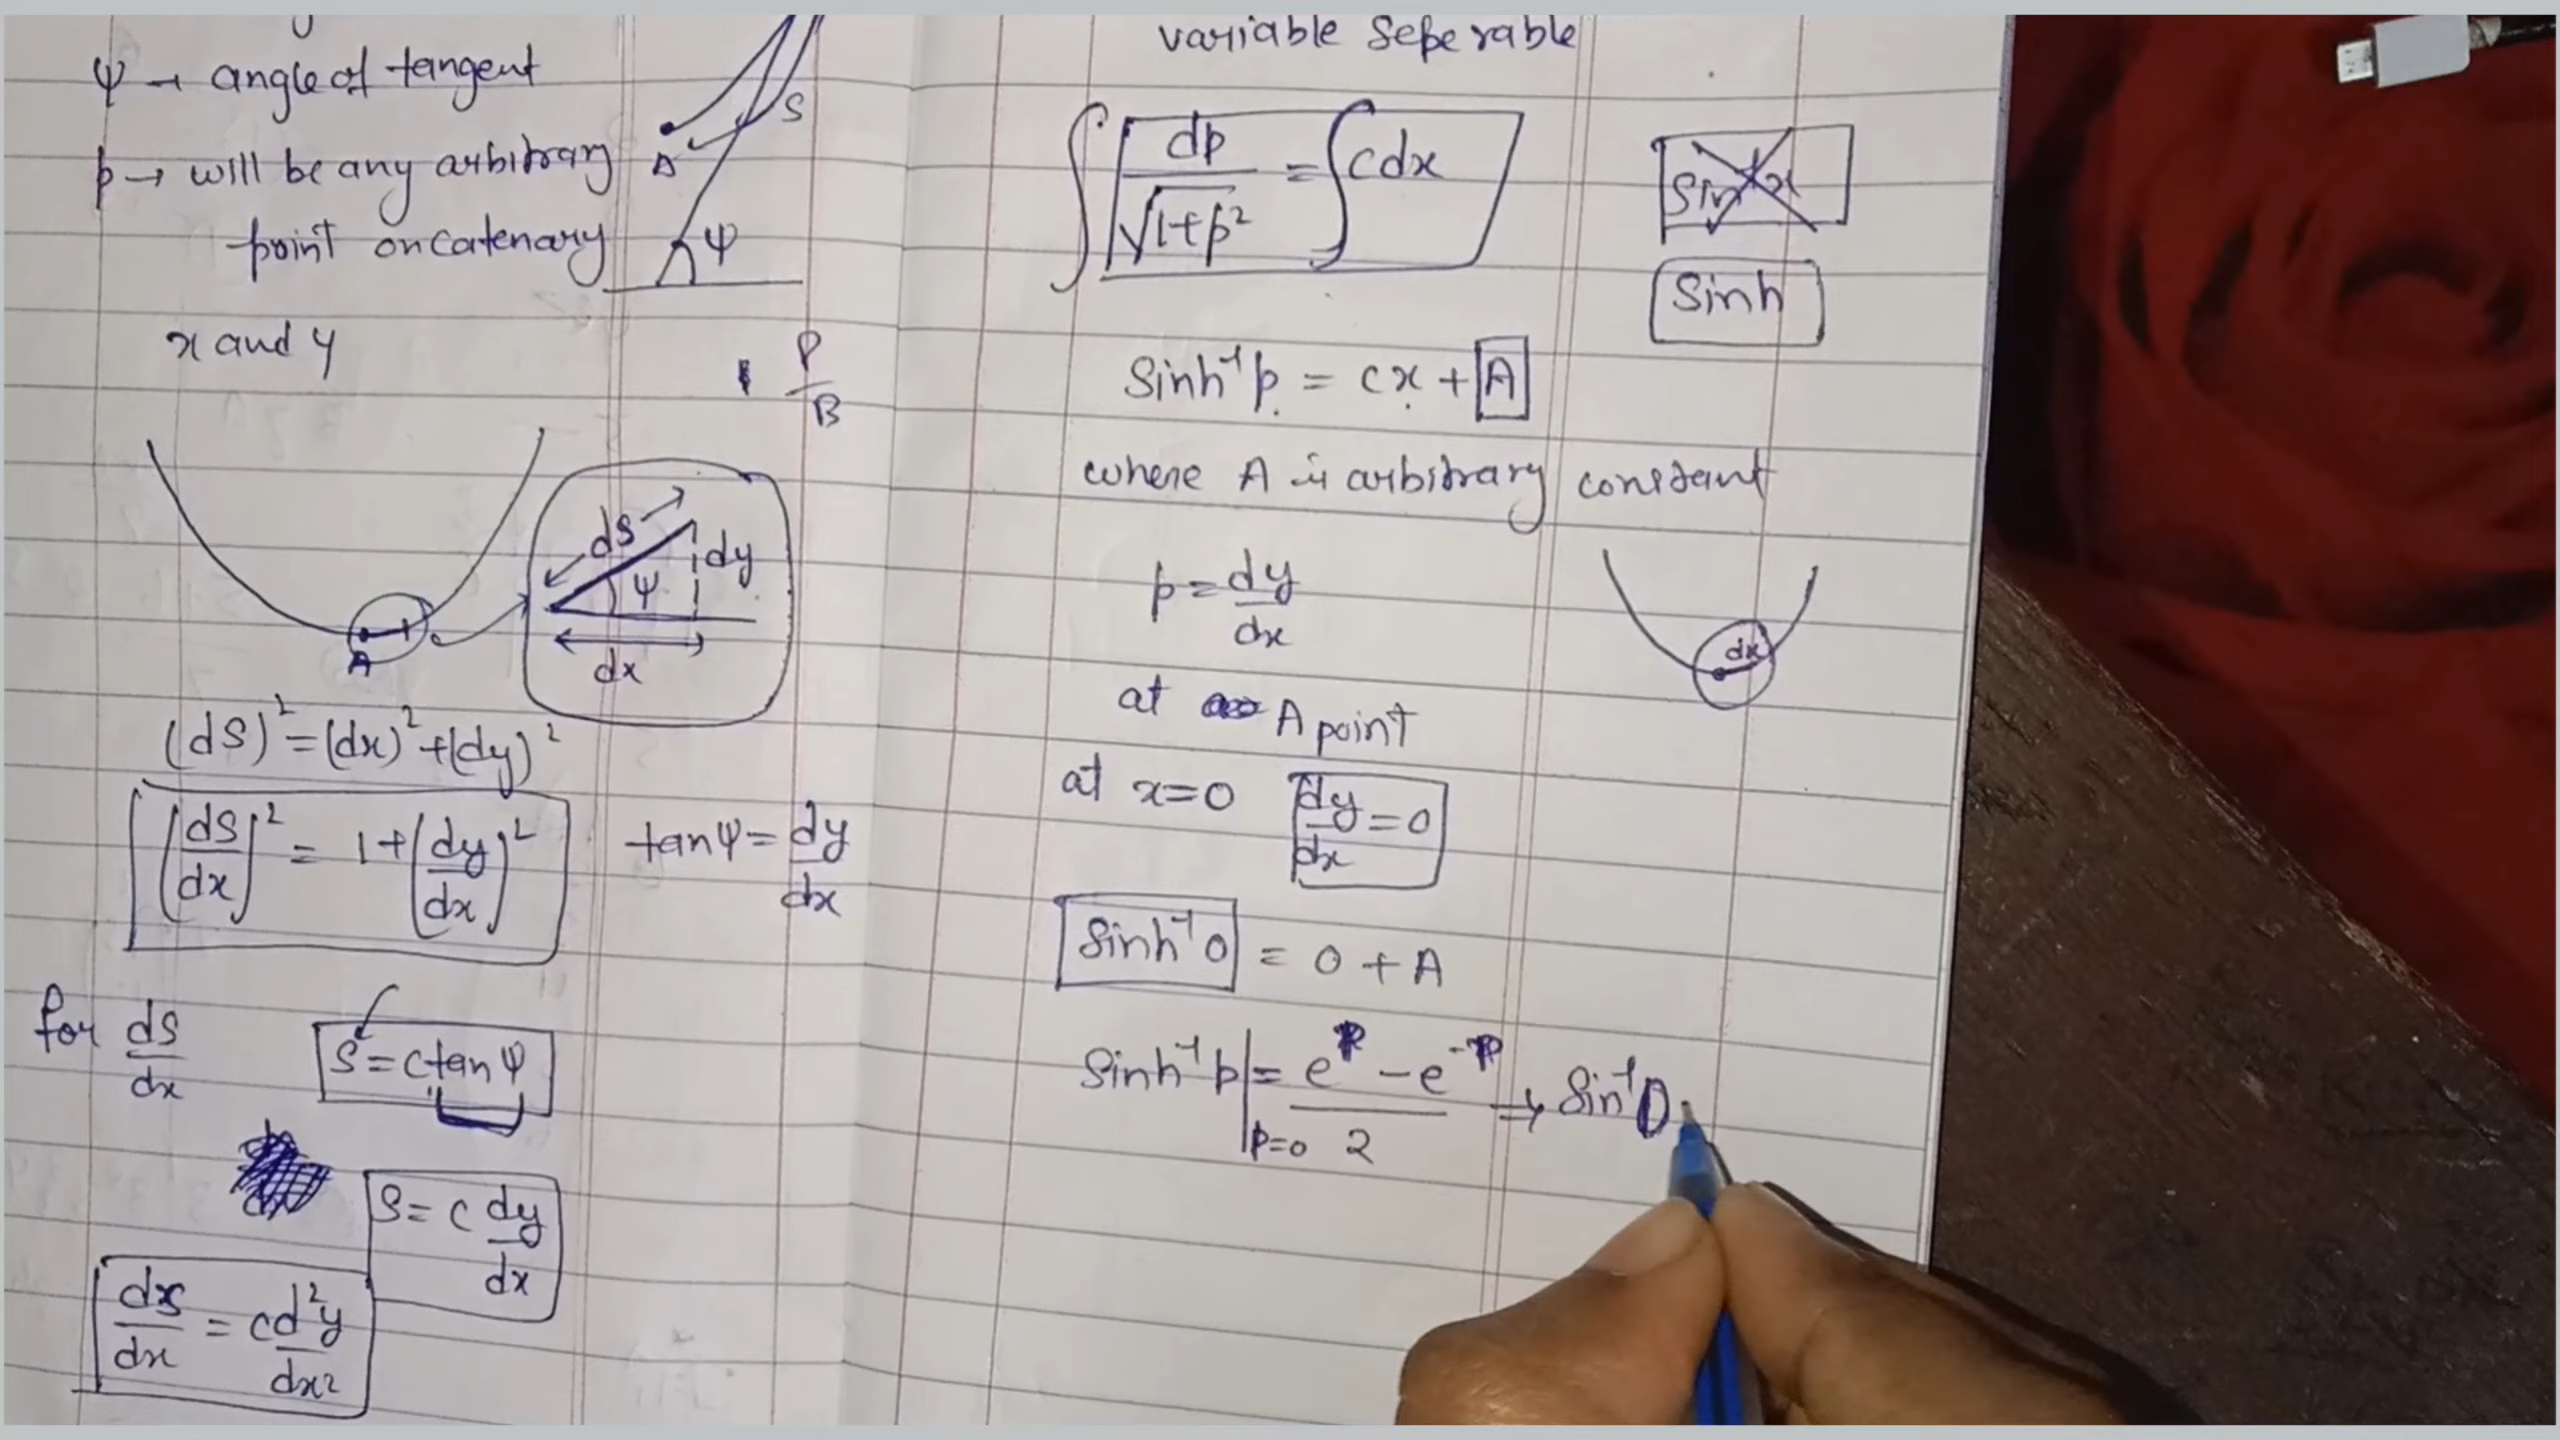 ψ → angle of tangent
p → will be any arbitrary
point on catenary
S
A
ψ
x and y
P
B
A
dS
dy
ψ
dx
(dS)² = (dx)² + (dy)²
(dS/dx)² = 1 + (dy/dx)²
tan ψ = dy/dx
for dS/dx
S = c tan ψ
S = c dy/dx
ds/dx = c d²y/dx²
variable seperable
∫ dp/√1+p² = ∫ c dx
Sinh
Sinh⁻¹ p = cx + A
where A is arbitrary constant
p = dy/dx
dx
at A point
at x=0 dy/dx = 0
Sinh⁻¹ 0 = 0 + A
Sinh⁻¹ p | p=0 = e^p - e^-p / 2 → Sin⁻¹ 0